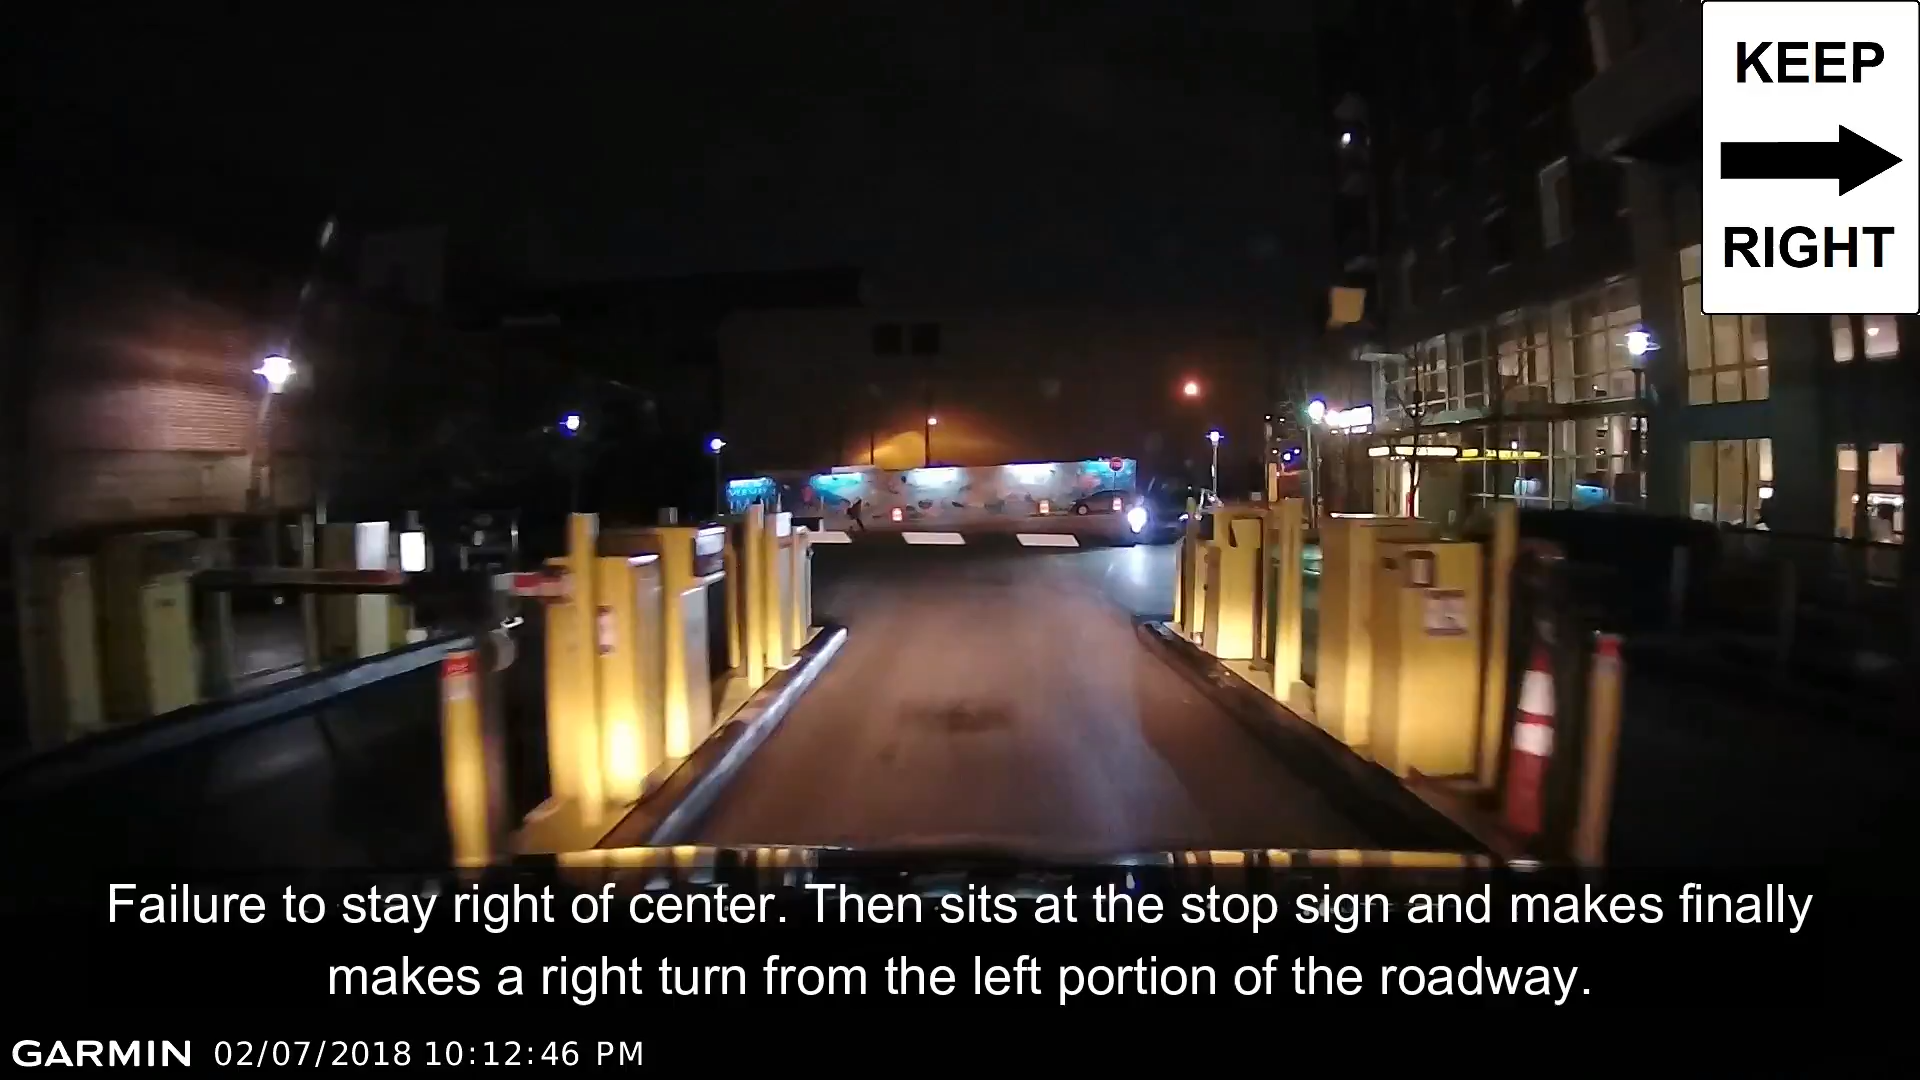 KEEP
RIGHT
Failure to stay right of center. Then sits at the stop sign and makes finally
makes a right turn from the left portion of the roadway.
GARMIN 02/07/2018 10:12:46 PM